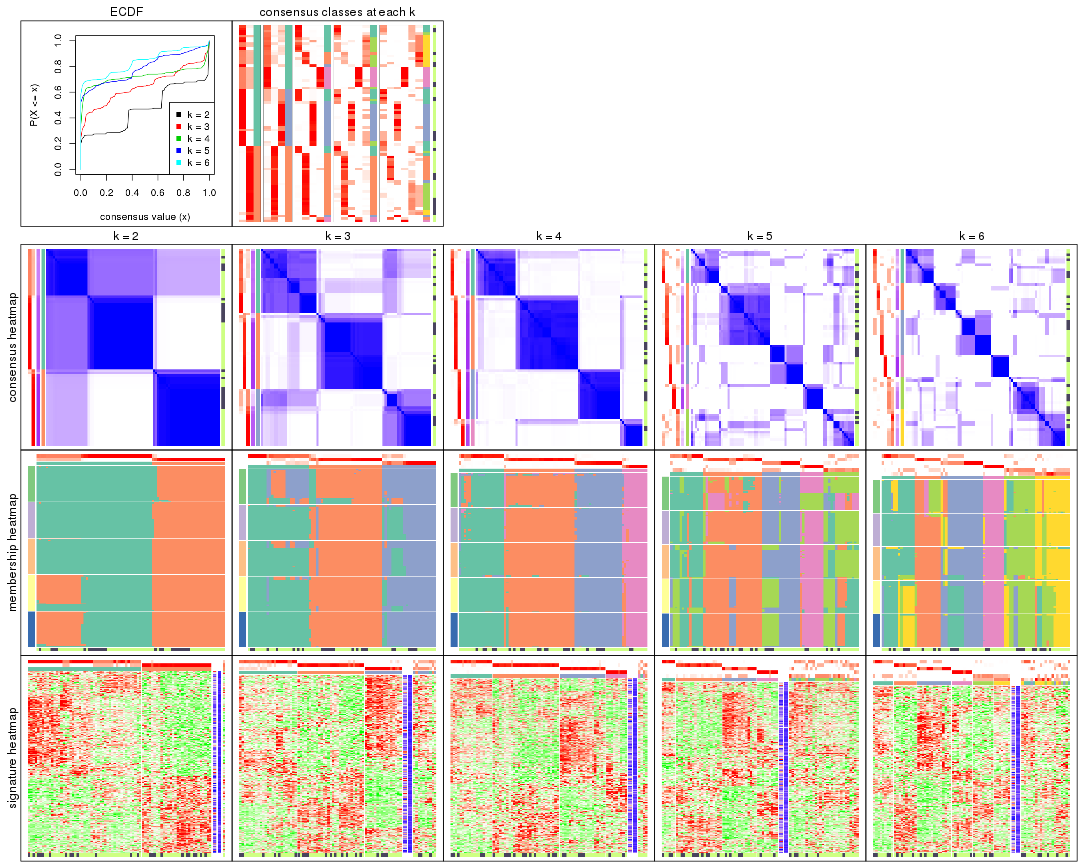 ECDF
consensus classes at each k
P(X <= x)
0.0 0.2 0.4 0.6 0.8 1.0
k = 2
k = 3
k = 4
k = 5
k = 6
0.0 0.2 0.4 0.6 0.8 1.0
consensus value (x)
k = 2 k = 3 k = 4 k = 5 k = 6
consensus heatmap
membership heatmap
signature heatmap